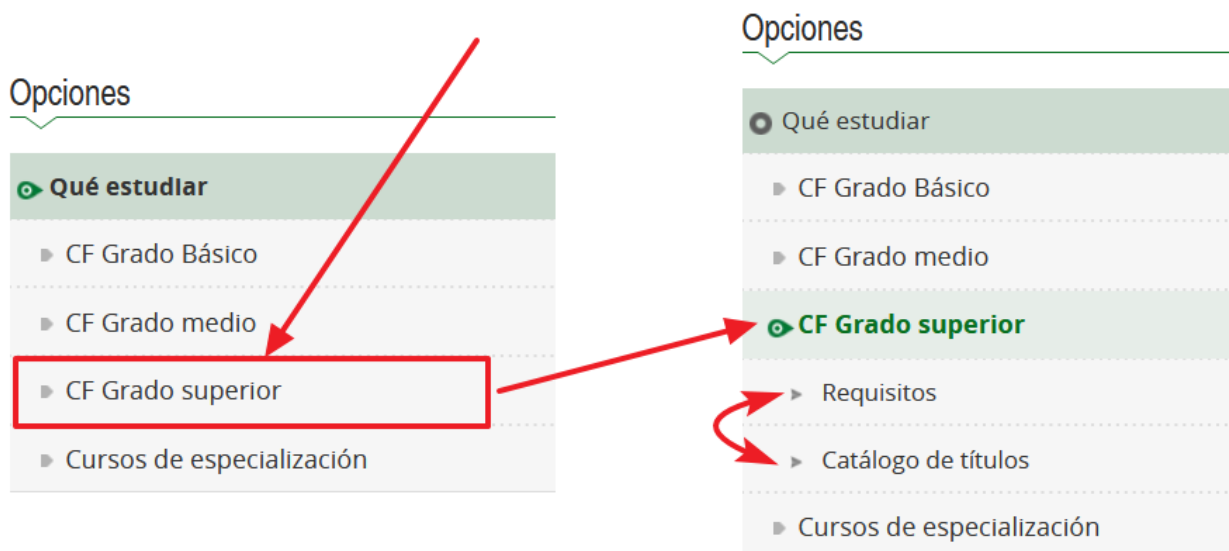 Opciones
Qué estudiar
CF Grado Básico
CF Grado medio
CF Grado superior
Cursos de especialización
Opciones
Qué estudiar
CF Grado Básico
CF Grado medio
CF Grado superior
Requisitos
Catálogo de títulos
Cursos de especialización